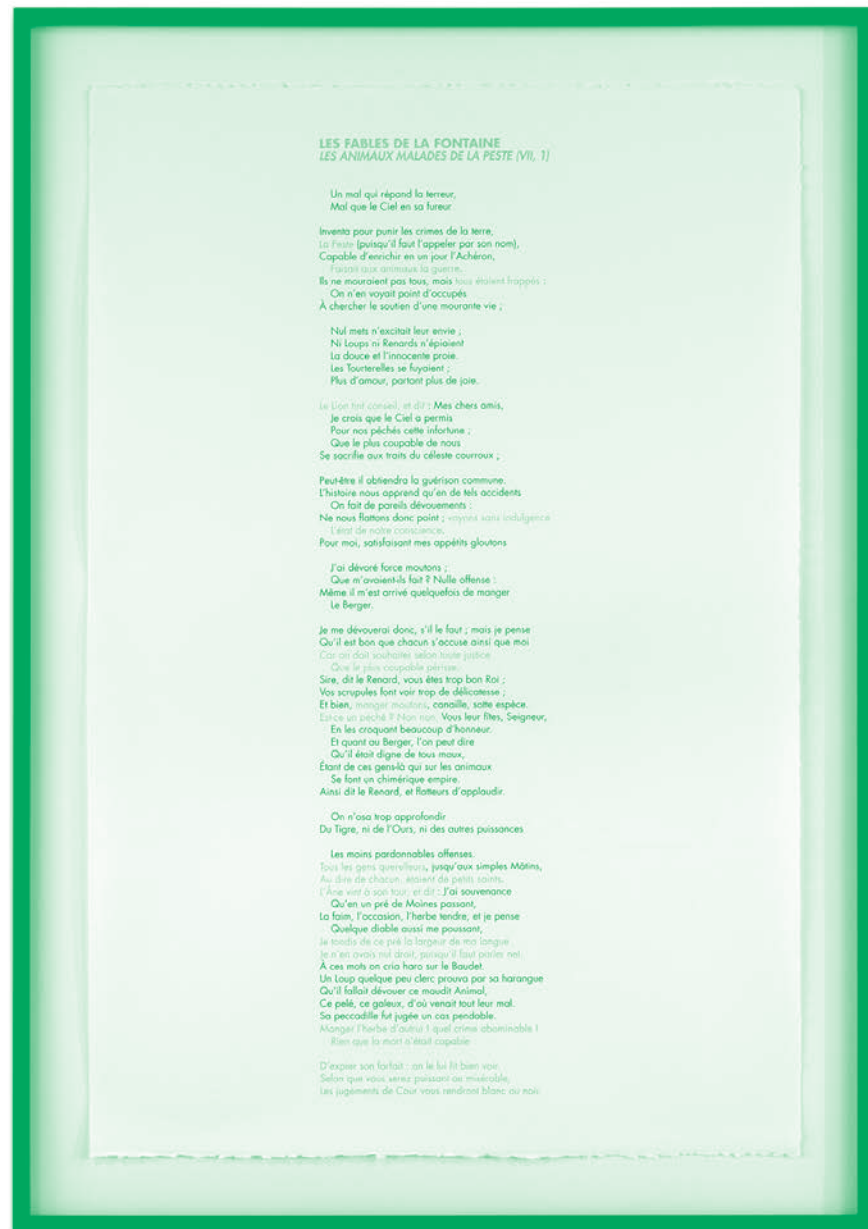 LES FABLES DE LA FONTAINE
LES ANIMAUX MALADES DE LA PESTE (VII, 1)
Un mal qui répand la terreur,
Mal que le Ciel en sa fureur
Inventa pour punir les crimes de la terre,
La Peste (puisqu'il faut l'appeler par son nom),
Capable d'enrichir en un jour l'Achéron,
Faisait aux animaux la guerre.
Ils ne mouraient pas tous, mais tous étaient frappés :
On n'en voyait point d'occupés
À chercher le soutien d'une mourante vie ;
Nul mets n'excitait leur envie ;
Ni Loups ni Renards n'épiaient
La douce et l'innocente proie.
Les Tourterelles se fuyaient ;
Plus d'amour, partant plus de joie.
Le Lion tint conseil, et dit : Mes chers amis,
Je crois que le Ciel a permis
Pour nos péchés cette infortune ;
Que le plus coupable de nous
Se sacrifie aux traits du céleste courroux ;
Peut-être il obtiendra la guérison commune.
L'histoire nous apprend qu'en de tels accidents
On fait de pareils dévouements :
Ne nous flattons donc point ; voyons sans indulgence
L'état de notre conscience.
Pour moi, satisfaisant mes appétits gloutons
J'ai dévoré force moutons ;
Que m'avaient-ils fait ? Nulle offense :
Même il m'est arrivé quelquefois de manger
Le Berger.
Je me dévouerai donc, s'il le faut ; mais je pense
Qu'il est bon que chacun s'accuse ainsi que moi
Car on doit souhaiter selon toute justice
Que le plus coupable périsse.
Sire, dit le Renard, vous êtes trop bon Roi ;
Vos scrupules font voir trop de délicatesse ;
Et bien, manger moutons, canaille, sotte espèce.
Est-ce un péché ? Non non. Vous leur fîtes, Seigneur,
En les croquant beaucoup d'honneur.
Et quant au Berger, l'on peut dire
Qu'il était digne de tous maux,
Étant de ces gens-là qui sur les animaux
Se font un chimérique empire.
Ainsi dit le Renard, et flatteurs d'applaudir.
On n'osa trop approfondir
Du Tigre, ni de l'Ours, ni des autres puissances
Les moins pardonnables offenses.
Tous les gens querelleurs, jusqu'aux simples Mâtins,
Au dire de chacun, étaient de petits saints.
L'Âne vint à son tour, et dit : J'ai souvenance
Qu'en un pré de Moines passant,
La faim, l'occasion, l'herbe tendre, et je pense
Quelque diable aussi me poussant,
Je tondis de ce pré la largeur de ma langue
Je n'en avais nul droit, puisqu'il faut parler net.
À ces mots on cria haro sur le Baudet.
Un Loup quelque peu clerc prouva par sa harangue
Qu'il fallait dévouer ce maudit Animal,
Ce pelé, ce galeux, d'où venait tout leur mal.
Sa peccadille fut jugée un cas pendable.
Manger l'herbe d'autrui ! quel crime abominable !
Rien que la mort n'était capable
D'expier son forfait : on le lui fit bien voir.
Selon que vous serez puissant ou misérable,
Les jugements de Cour vous rendront blanc ou noir.